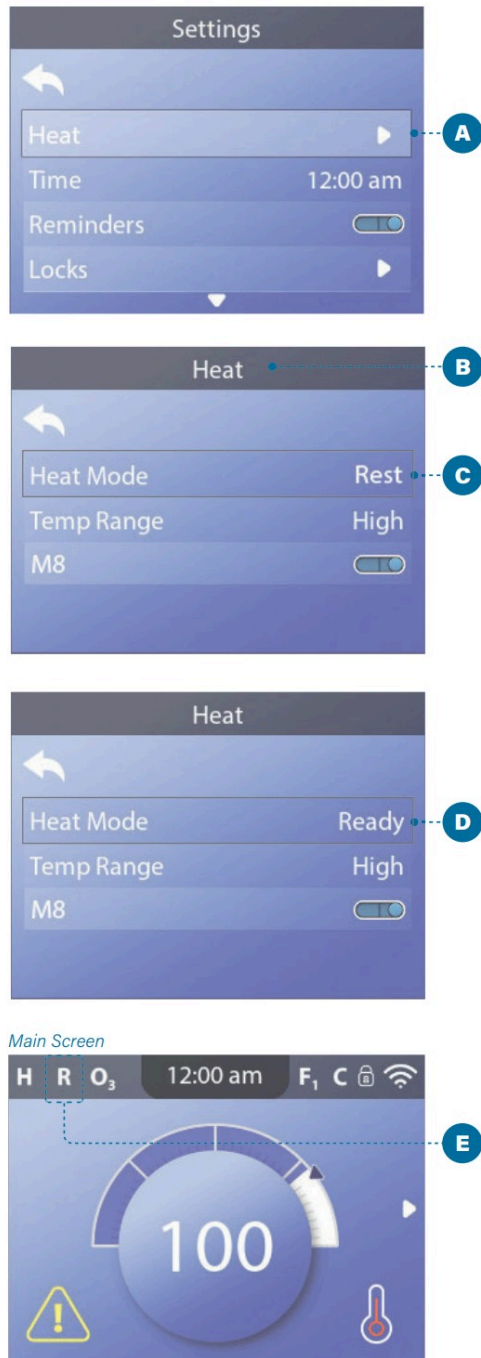 Settings
Heat
A
Time 12:00 am
Reminders
Locks
Heat
B
Heat Mode Rest
C
Temp Range High
M8
Heat
Heat Mode Ready
D
Temp Range High
M8
Main Screen
H R O₃ 12:00 am F₁ C
E
100